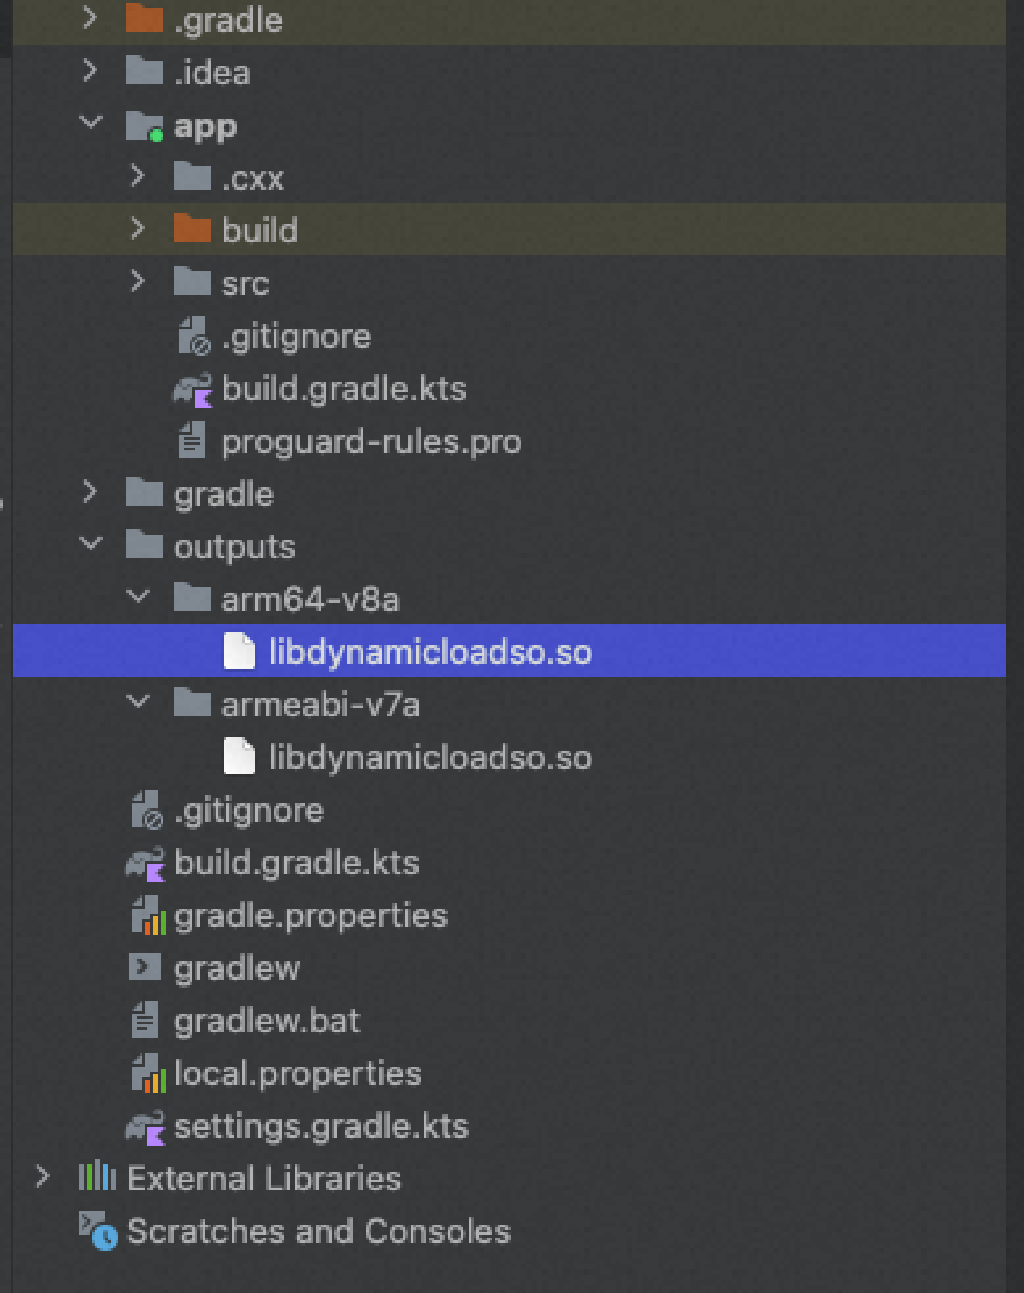 .gradle
.idea
app
.cxx
build
src
.gitignore
build.gradle.kts
proguard-rules.pro
gradle
outputs
arm64-v8a
libdynamicloadso.so
armeabi-v7a
libdynamicloadso.so
.gitignore
build.gradle.kts
gradle.properties
gradlew
gradlew.bat
local.properties
settings.gradle.kts
External Libraries
Scratches and Consoles